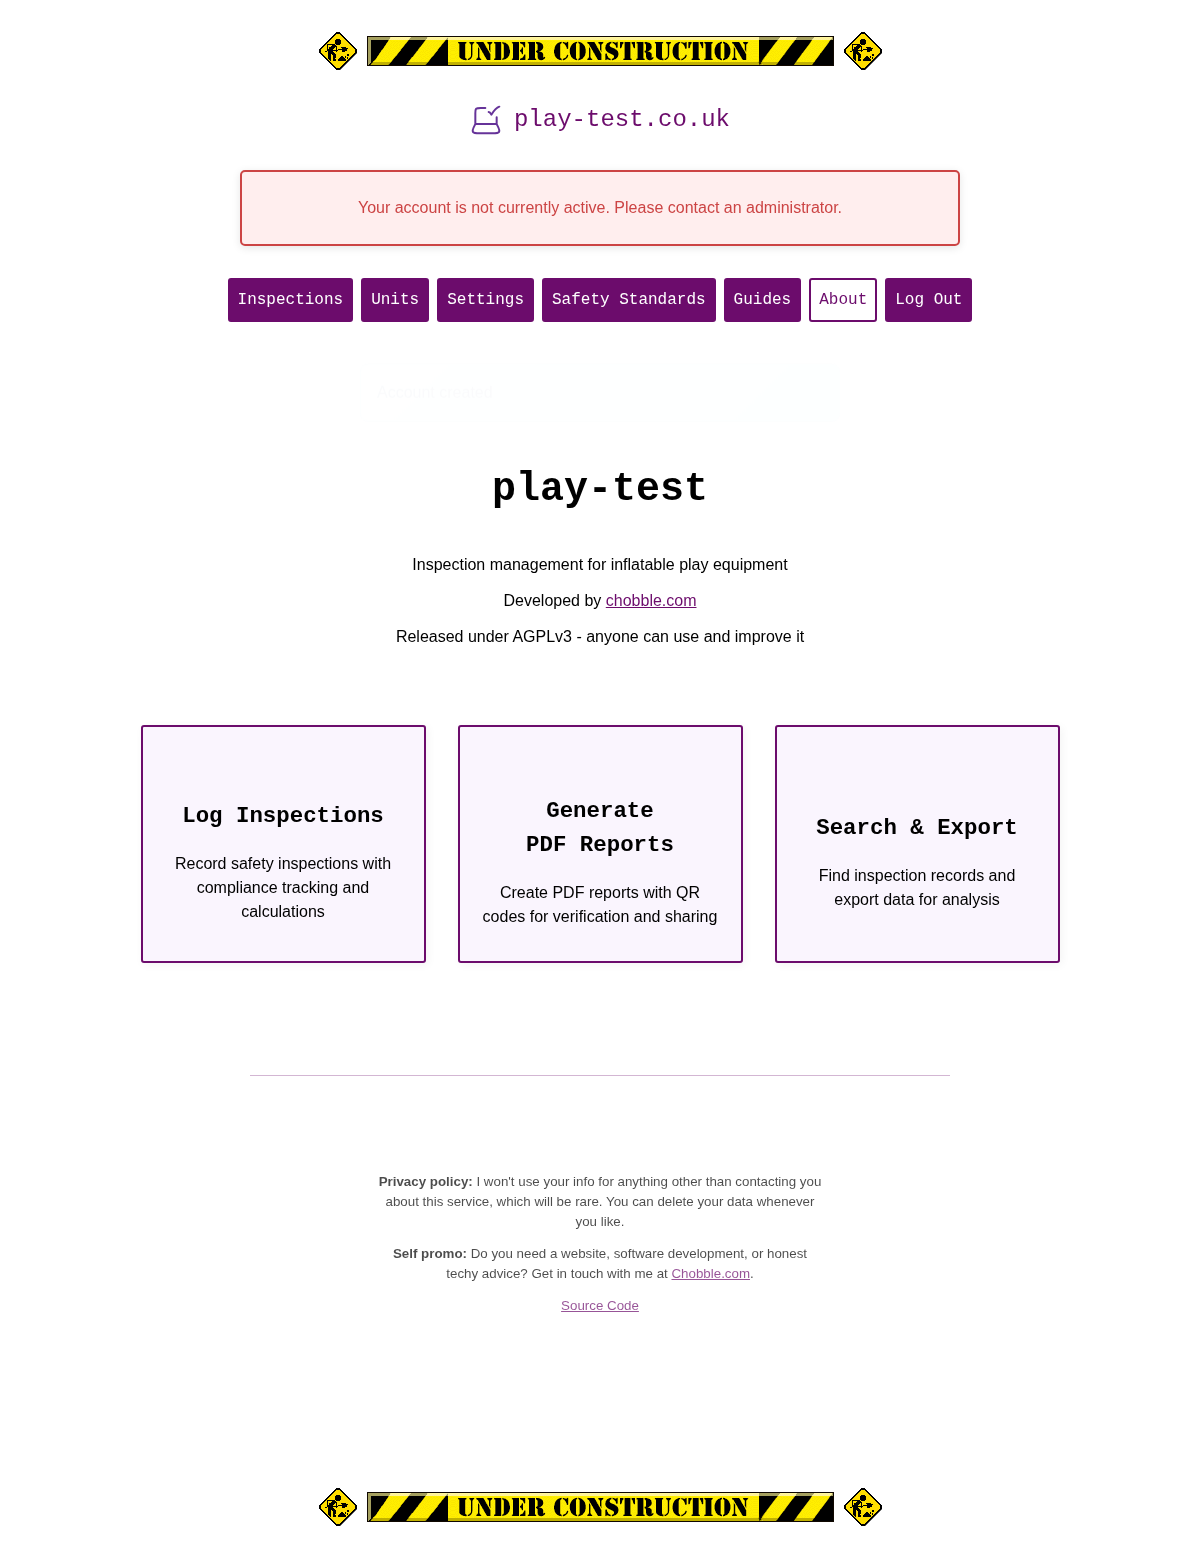 UNDER CONSTRUCTION
play-test.co.uk
Your account is not currently active. Please contact an administrator.
Inspections Units Settings Safety Standards Guides About Log Out
Account created
play-test
Inspection management for inflatable play equipment
Developed by chobble.com
Released under AGPLv3 - anyone can use and improve it
Log Inspections
Record safety inspections with
compliance tracking and
calculations
Generate
PDF Reports
Create PDF reports with QR
codes for verification and sharing
Search & Export
Find inspection records and
export data for analysis
Privacy policy: I won't use your info for anything other than contacting you
about this service, which will be rare. You can delete your data whenever
you like.
Self promo: Do you need a website, software development, or honest
techy advice? Get in touch with me at Chobble.com.
Source Code
UNDER CONSTRUCTION